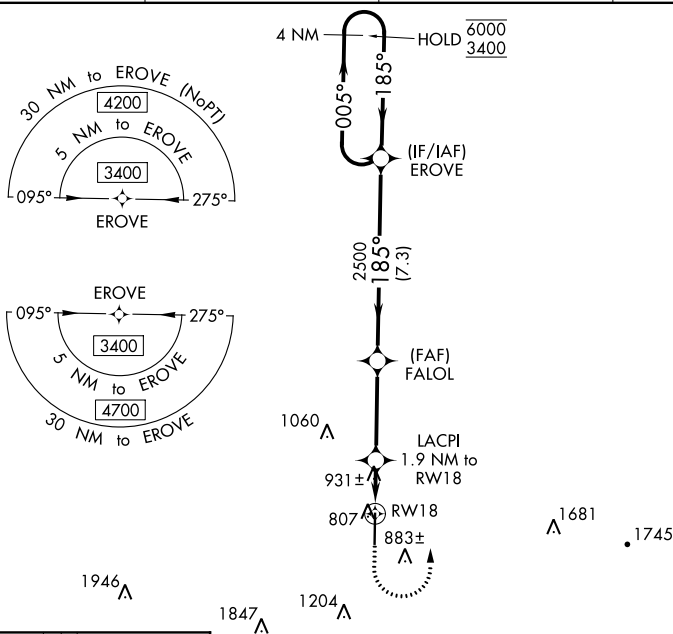 4 NM
HOLD 6000
3400
005°
185°
30 NM to EROVE (NoPT)
4200
5 NM to EROVE
3400
095°
275°
EROVE
(IF/IAF)
EROVE
2500
185°
(7.3)
EROVE
095°
275°
3400
5 NM to EROVE
4700
30 NM to EROVE
(FAF)
FALOL
1060
LACPI
1.9 NM to
RW18
931±
807
RW18
883±
1681
1745
1946
1847
1204